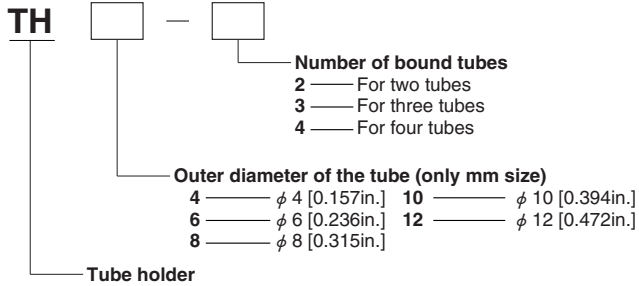 TH —
Number of bound tubes
2 For two tubes
3 For three tubes
4 For four tubes
Outer diameter of the tube (only mm size)
4 ϕ 4 [0.157in.] 10 ϕ 10 [0.394in.]
6 ϕ 6 [0.236in.] 12 ϕ 12 [0.472in.]
8 ϕ 8 [0.315in.]
Tube holder